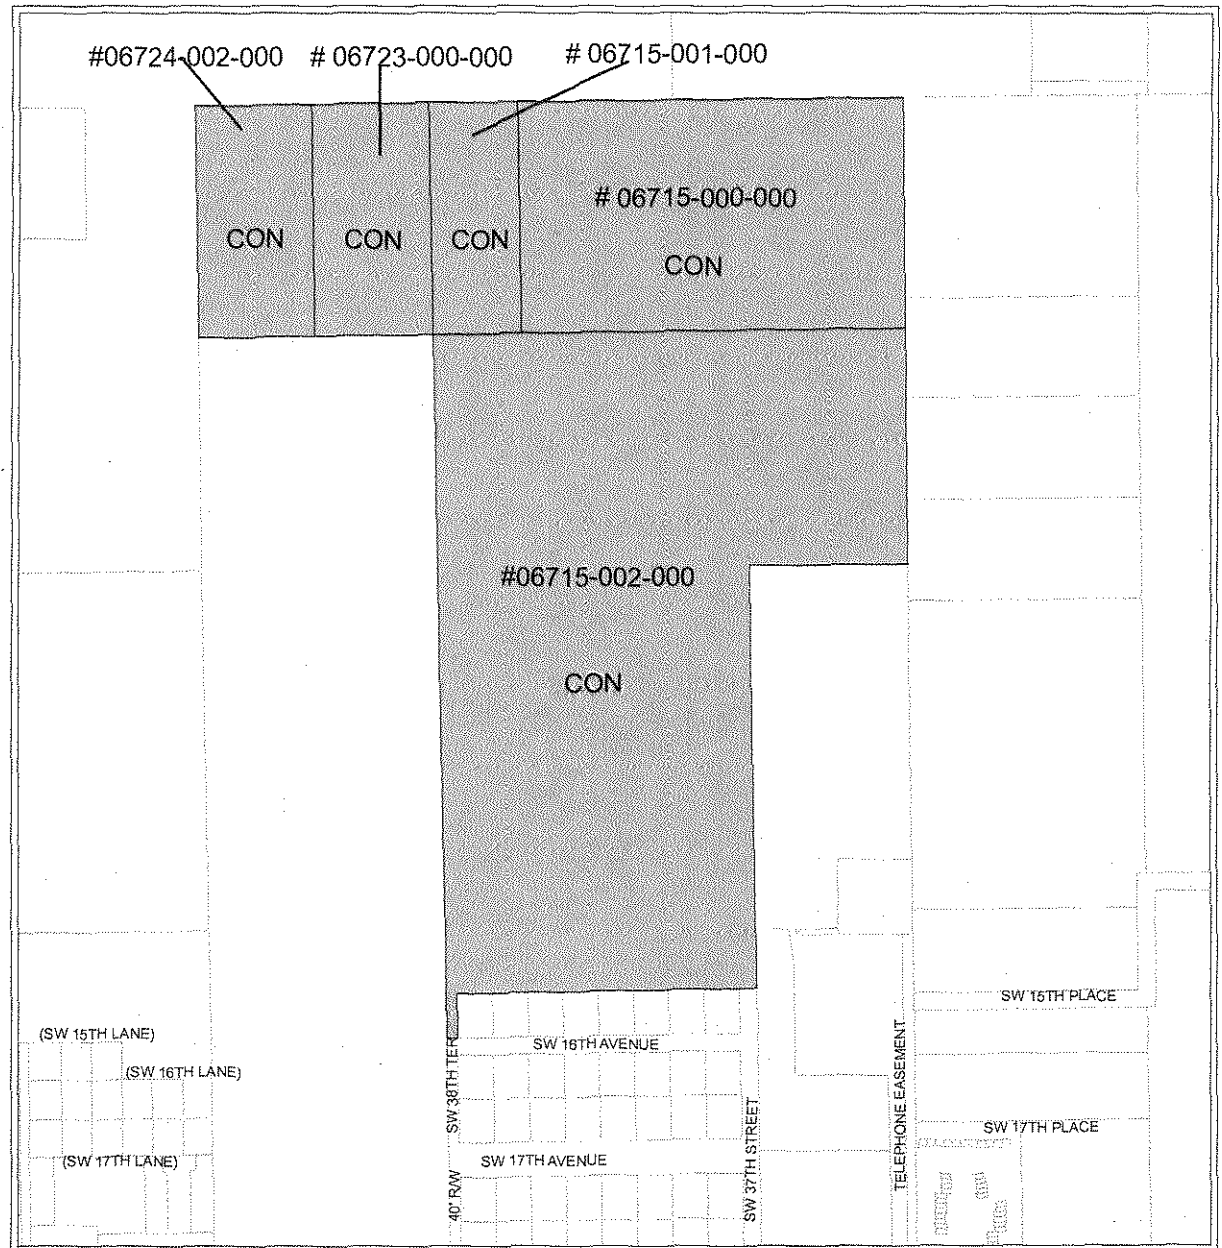 #06724-002-000
# 06723-000-000
# 06715-001-000
# 06715-000-000
CON
CON
CON
CON
#06715-002-000
CON
SW 15TH PLACE
(SW 15TH LANE)
SW 16TH AVENUE
(SW 16TH LANE)
SW 38TH TER
TELEPHONE EASEMENT
SW 17TH PLACE
(SW 17TH LANE)
SW 17TH AVENUE
40' R/W
SW 37TH STREET